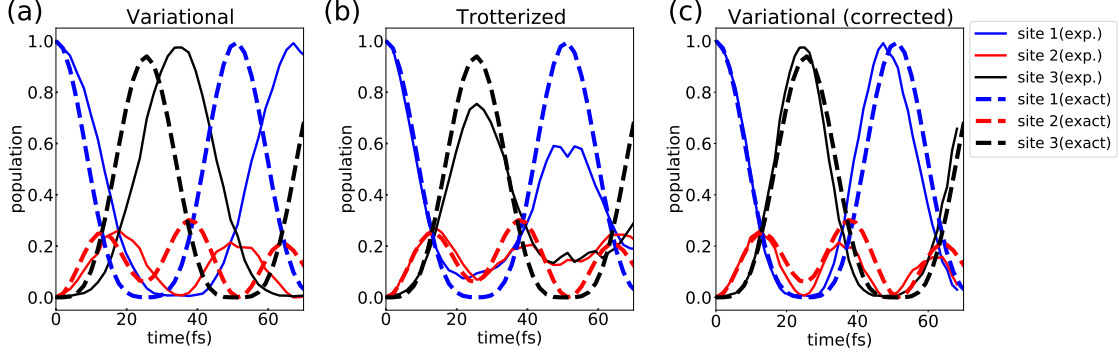 (a)
Variational
1.0
0.8
0.6
0.4
0.2
0.0
population
0
20
40
60
time(fs)
(b)
Trotterized
1.0
0.8
0.6
0.4
0.2
0.0
population
0
20
40
60
time(fs)
(c)
Variational (corrected)
1.0
0.8
0.6
0.4
0.2
0.0
population
0
20
40
60
time(fs)
site 1(exp.)
site 2(exp.)
site 3(exp.)
site 1(exact)
site 2(exact)
site 3(exact)